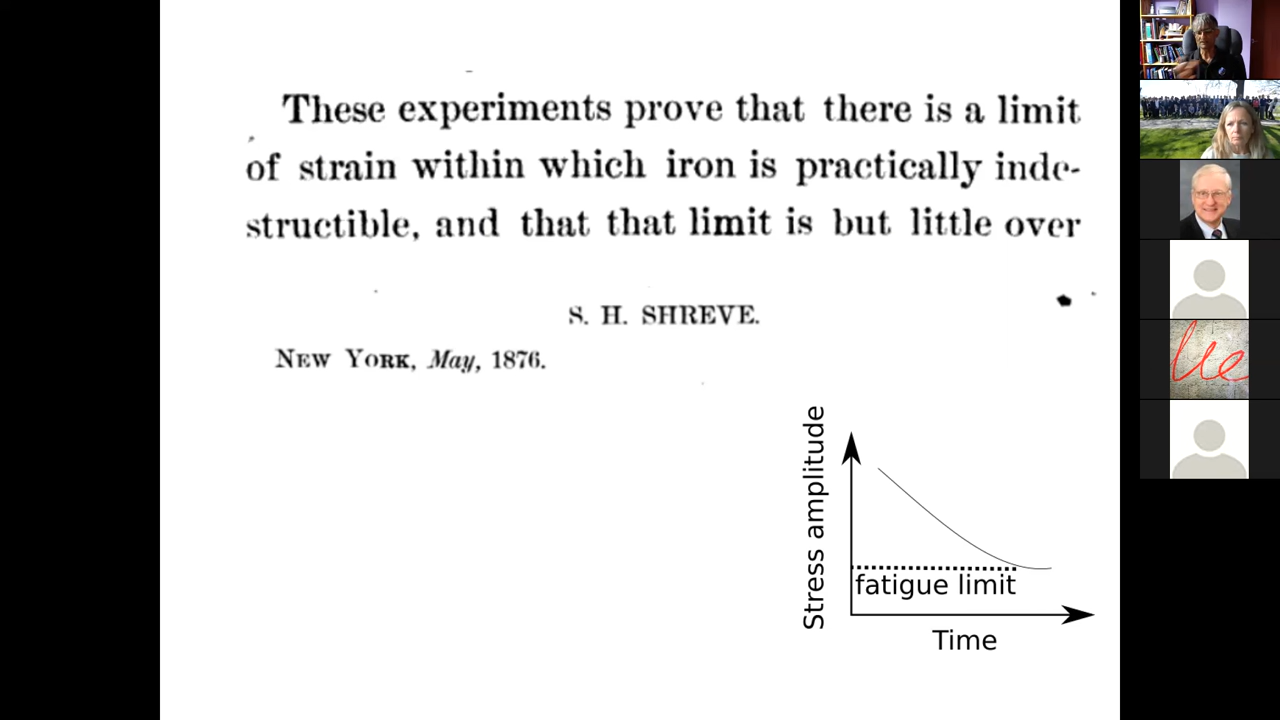 These experiments prove that there is a limit
of strain within which iron is practically inde-
structible, and that that limit is but little over
S. H. SHREVE.
NEW YORK, May, 1876.
Stress amplitude
fatigue limit
Time